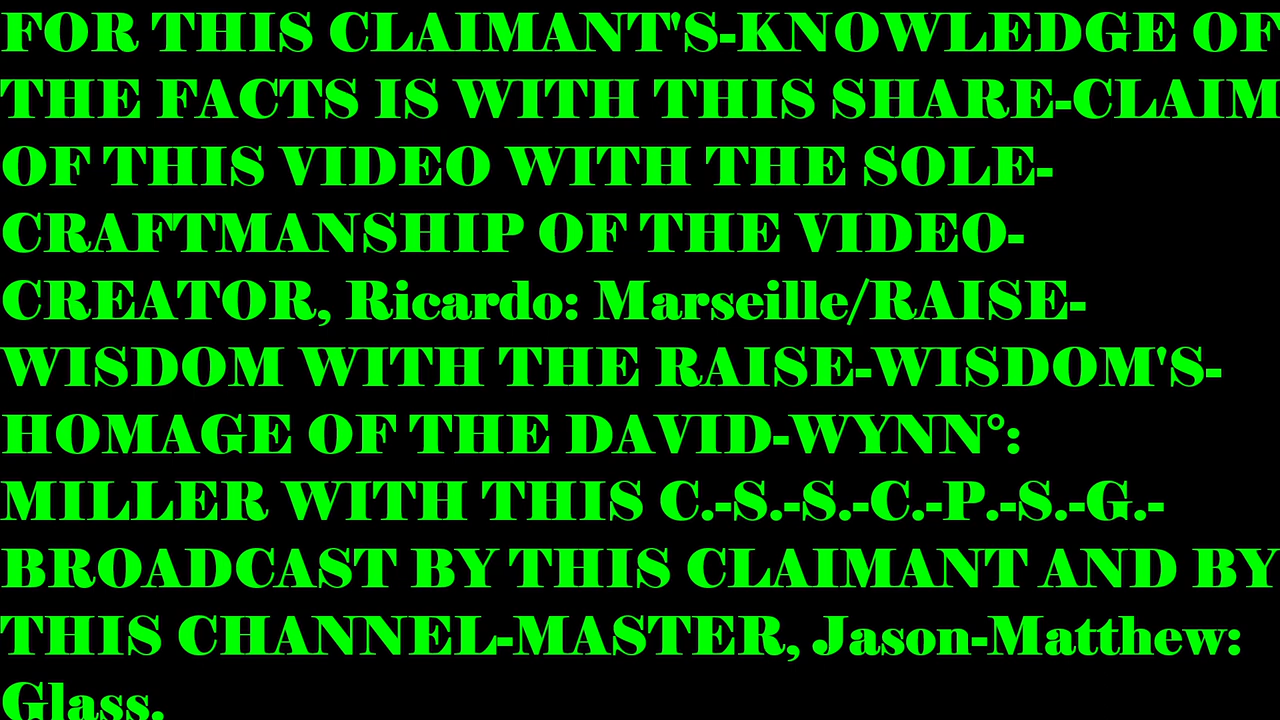 FOR THIS CLAIMANT'S-KNOWLEDGE OF
THE FACTS IS WITH THIS SHARE-CLAIM
OF THIS VIDEO WITH THE SOLE-
CRAFTMANSHIP OF THE VIDEO-
CREATOR, Ricardo: Marseille/RAISE-
WISDOM WITH THE RAISE-WISDOM'S-
HOMAGE OF THE DAVID-WYNN°:
MILLER WITH THIS C.-S.-S.-C.-P.-S.-G.-
BROADCAST BY THIS CLAIMANT AND BY
THIS CHANNEL-MASTER, Jason-Matthew:
Glass.